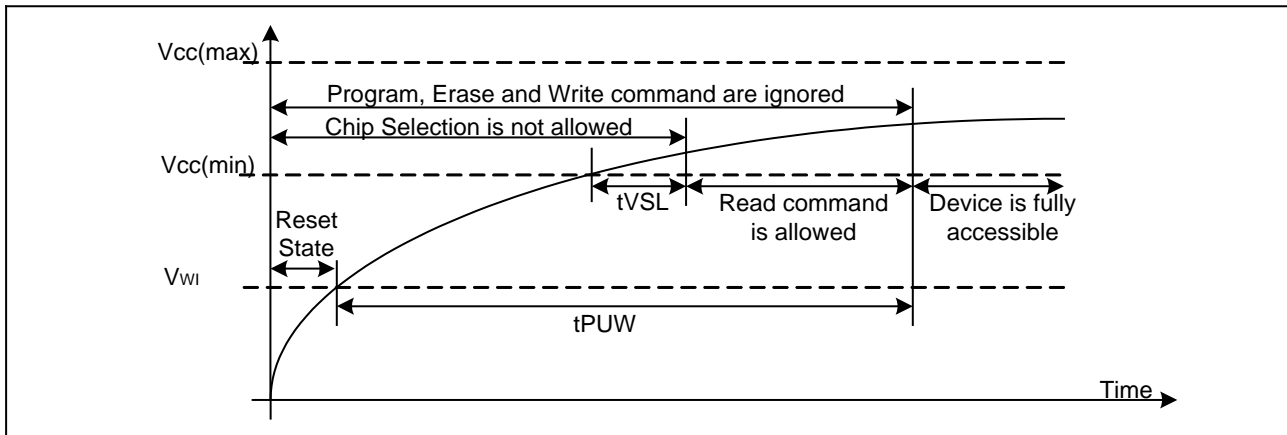 Vcc(max)
Program, Erase and Write command are ignored
Chip Selection is not allowed
Vcc(min)
tVSL
Read command
is allowed
Device is fully
accessible
Reset
State
VWI
tPUW
Time